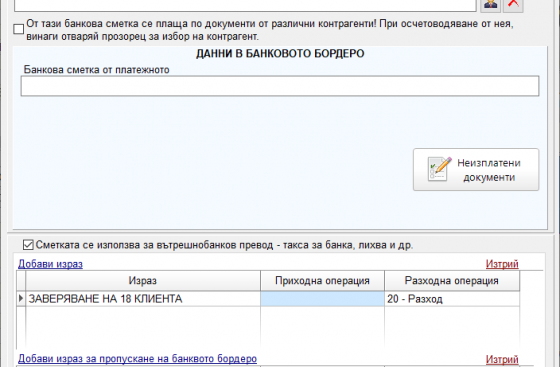 От тази банкова сметка се плаща по документи от различни контрагенти! При осчетоводяване от нея,
винаги отваряй прозорец за избор на контрагент.
ДАННИ В БАНКОВОТО БОРДЕРО
Банкова сметка от платежното
Неизплатени
документи
Сметката се използва за вътрешнобанков превод - такса за банка, лихва и др.
Добави израз Изтрий
Израз Приходна операция Разходна операция
ЗАВЕРЯВАНЕ НА 18 КЛИЕНТА 20 - Разход
Добави израз за пропускане на банквото бордеро Изтрий